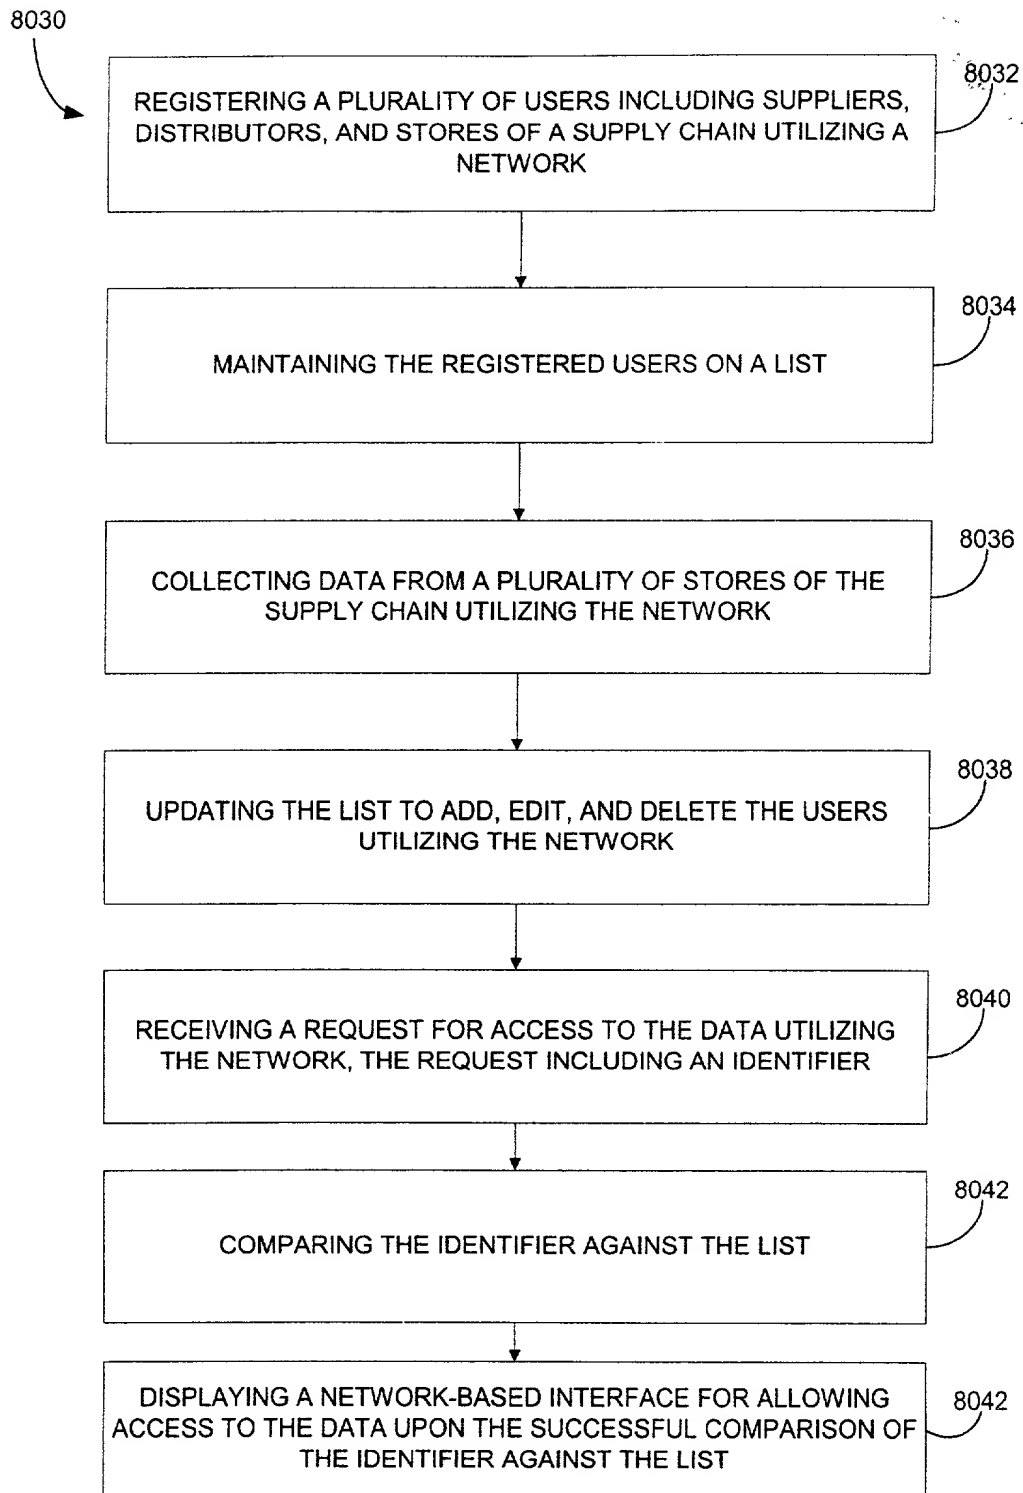 8030
8032
REGISTERING A PLURALITY OF USERS INCLUDING SUPPLIERS,
DISTRIBUTORS, AND STORES OF A SUPPLY CHAIN UTILIZING A
NETWORK
8034
MAINTAINING THE REGISTERED USERS ON A LIST
8036
COLLECTING DATA FROM A PLURALITY OF STORES OF THE
SUPPLY CHAIN UTILIZING THE NETWORK
8038
UPDATING THE LIST TO ADD, EDIT, AND DELETE THE USERS
UTILIZING THE NETWORK
8040
RECEIVING A REQUEST FOR ACCESS TO THE DATA UTILIZING
THE NETWORK, THE REQUEST INCLUDING AN IDENTIFIER
8042
COMPARING THE IDENTIFIER AGAINST THE LIST
8042
DISPLAYING A NETWORK-BASED INTERFACE FOR ALLOWING
ACCESS TO THE DATA UPON THE SUCCESSFUL COMPARISON OF
THE IDENTIFIER AGAINST THE LIST